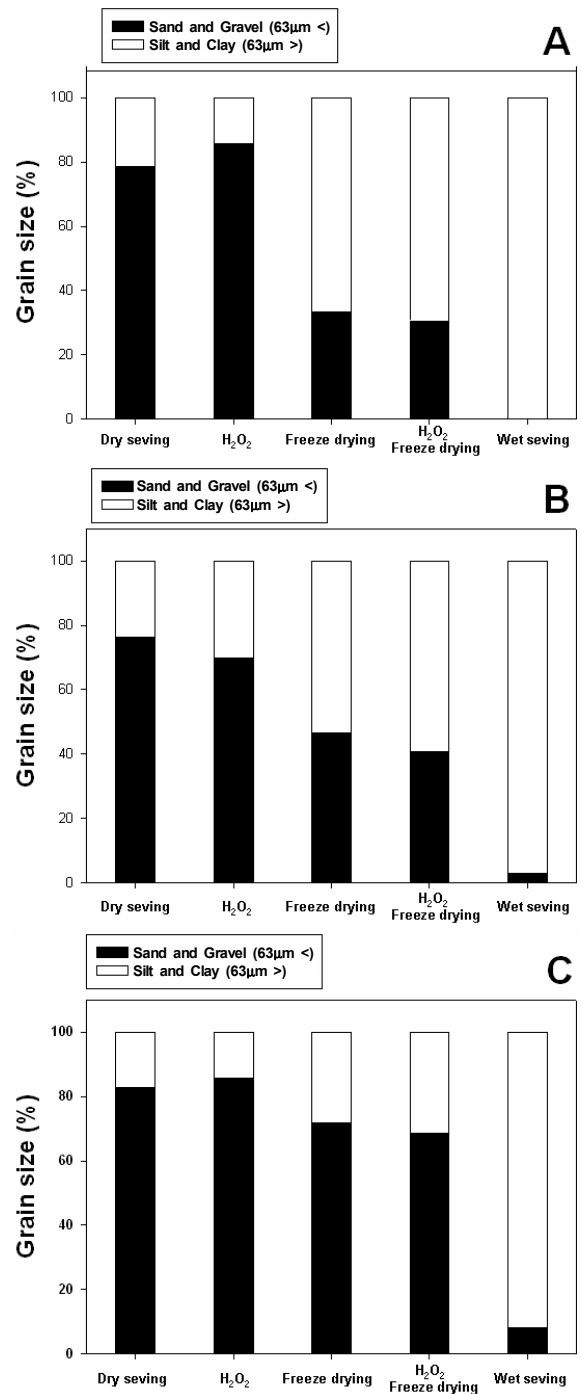 Sand and Gravel (63µm <)
Silt and Clay (63µm >)
A
Grain size (%)
100
80
60
40
20
0
Dry seving H₂O₂ Freeze drying H₂O₂ Freeze drying Wet seving
Sand and Gravel (63µm <)
Silt and Clay (63µm >)
B
Grain size (%)
100
80
60
40
20
0
Dry seving H₂O₂ Freeze drying H₂O₂ Freeze drying Wet seving
Sand and Gravel (63µm <)
Silt and Clay (63µm >)
C
Grain size (%)
100
80
60
40
20
0
Dry seving H₂O₂ Freeze drying H₂O₂ Freeze drying Wet seving